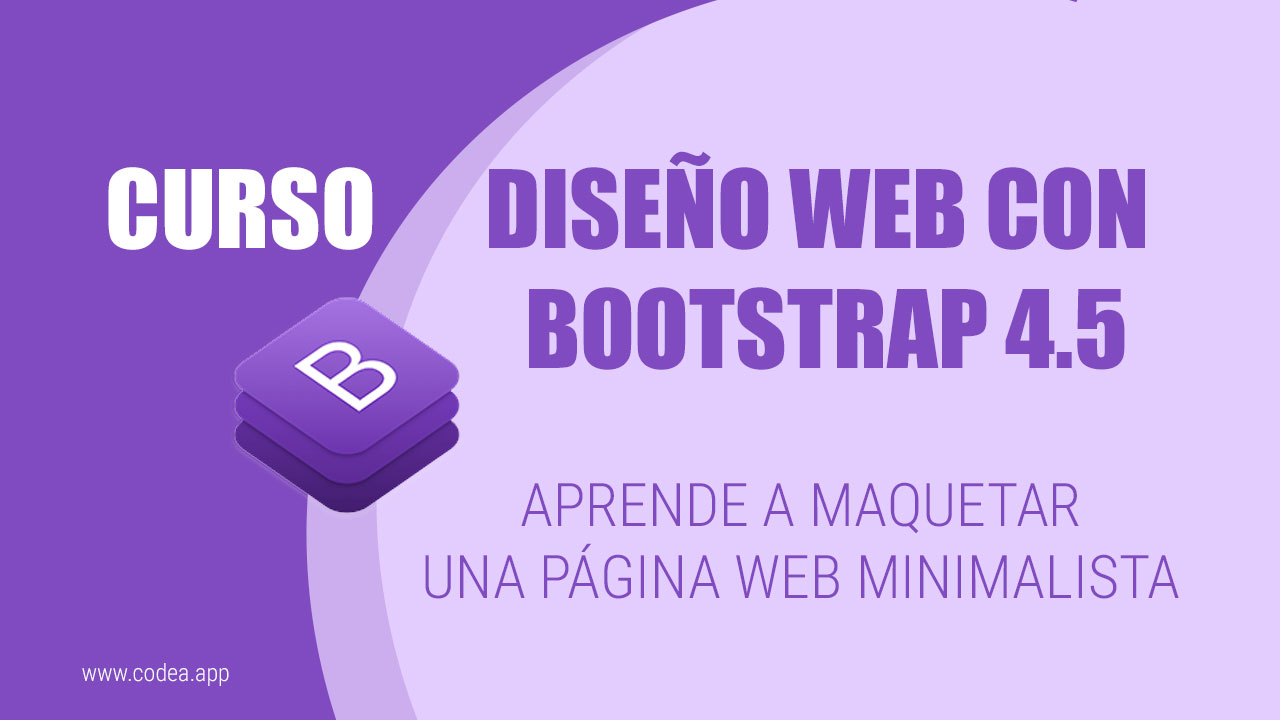 CURSO
DISEÑO WEB CON
BOOTSTRAP 4.5
B
APRENDE A MAQUETAR
UNA PÁGINA WEB MINIMALISTA
www.codea.app